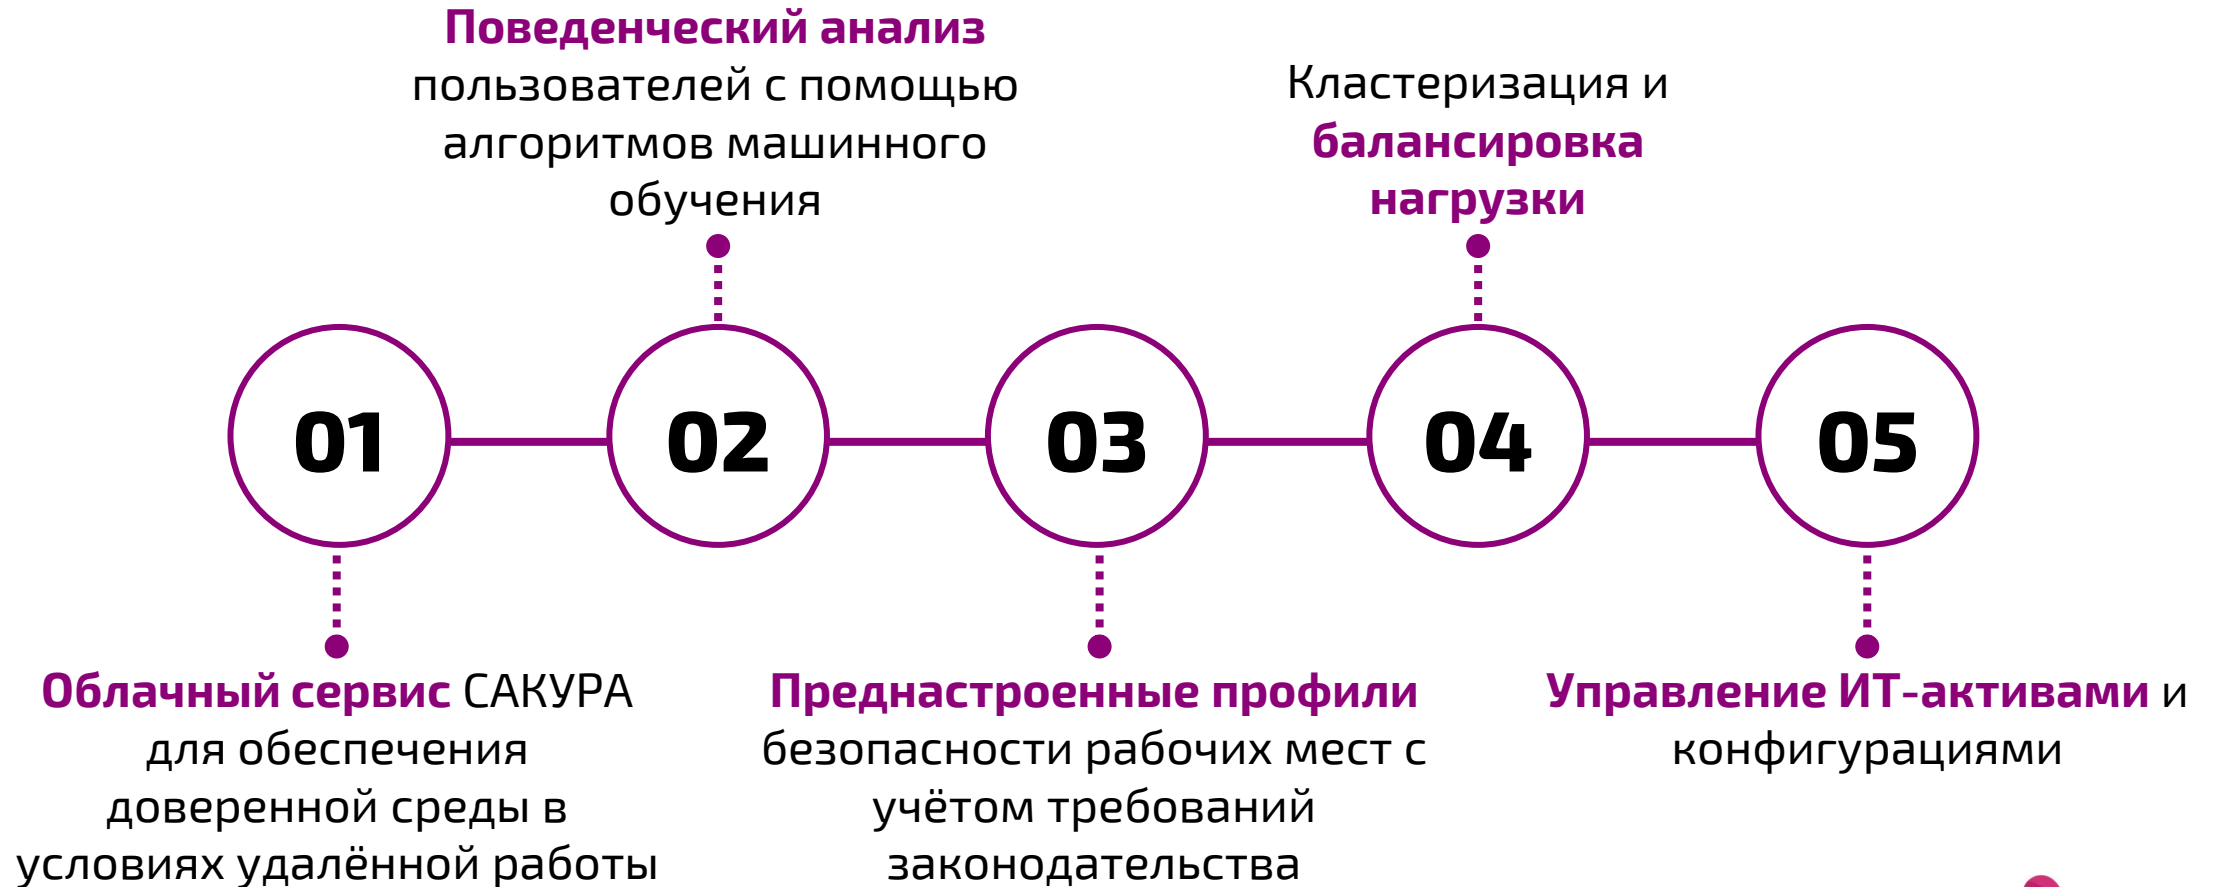 Поведенческий анализ
пользователей с помощью
алгоритмов машинного
обучения
Кластеризация и
балансировка
нагрузки
01
02
03
04
05
Облачный сервис САКУРА
для обеспечения
доверенной среды в
условиях удалённой работы
Преднастроенные профили
безопасности рабочих мест с
учётом требований
законодательства
Управление ИТ-активами и
конфигурациями